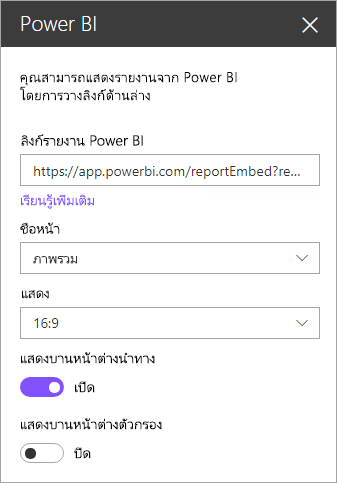 Power BI
คุณสามารถแสดงรายงานจาก Power BI
โดยการวางลิงก์ด้านล่าง
ลิงก์รายงาน Power BI
https://app.powerbi.com/reportEmbed?re...
เรียนรู้เพิ่มเติม
ชื่อหน้า
ภาพรวม
แสดง
16:9
แสดงบานหน้าต่างนำทาง
เปิด
แสดงบานหน้าต่างตัวกรอง
ปิด